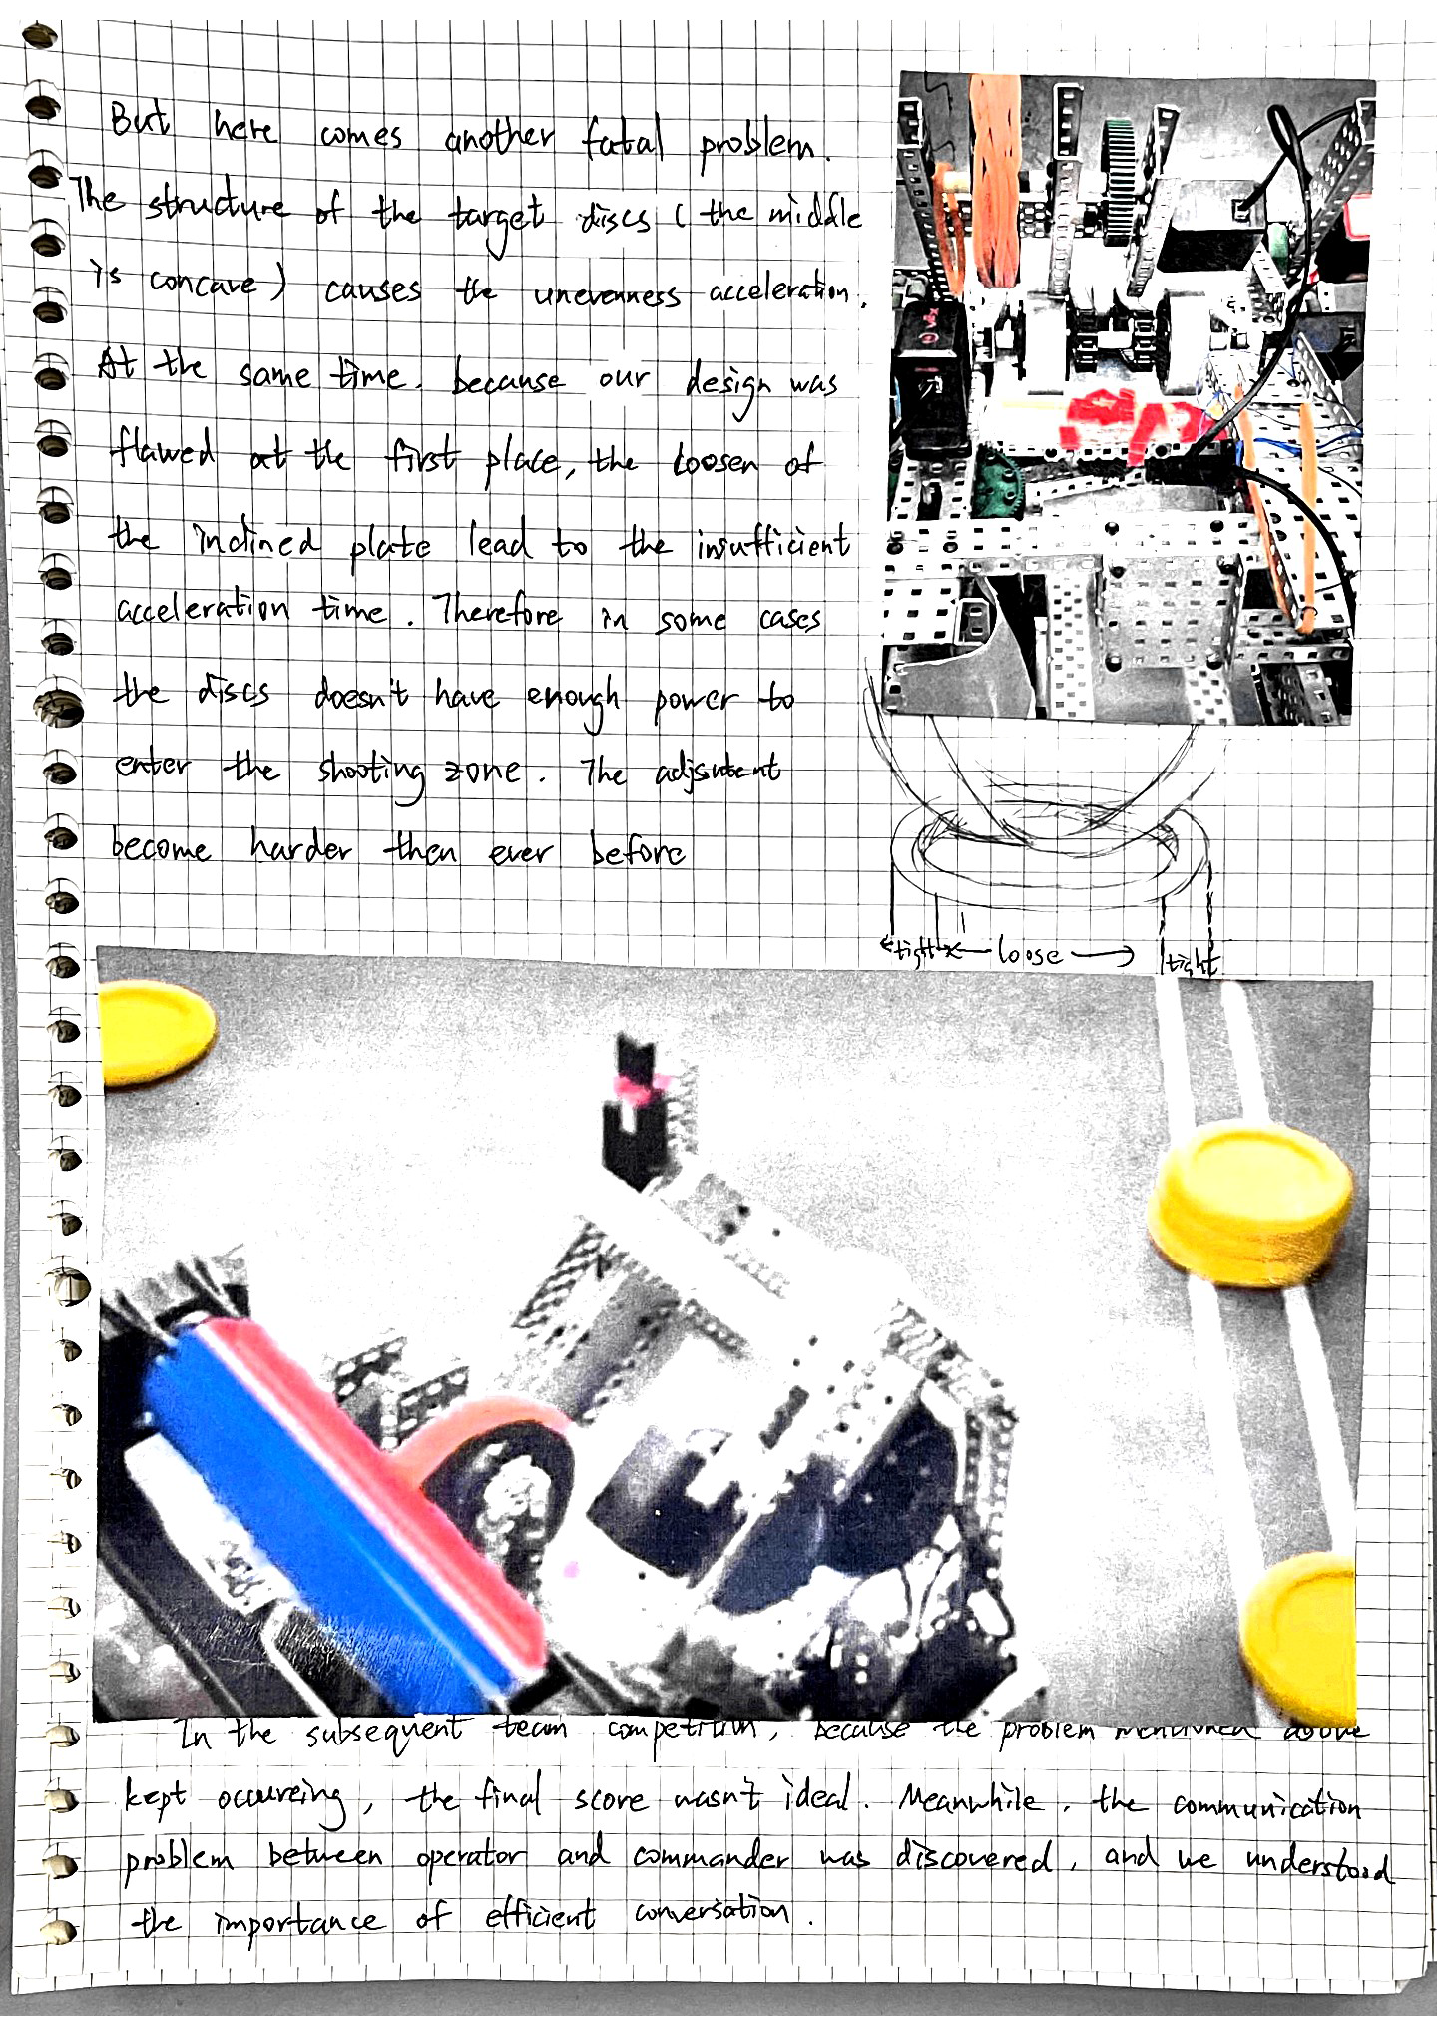 But here comes another fatal problem.
The structure of the target discs ( the middle
is concave ) causes the unevenness acceleration.
At the same time. because our design was
flawed at the first place, the loosen of
the inclined plate lead to the insufficient
acceleration time. Therefore in some cases
the discs doesn't have enough power to
enter the shooting zone. The adjsutent
become harder then ever before
tight loose tight
In the subsequent team competition, because the problem mentioned above
kept occureing, the final score wasn't ideal. Meanwhile. the communication
problem between operator and commander was discovered, and we understood
the importance of efficient conversation.